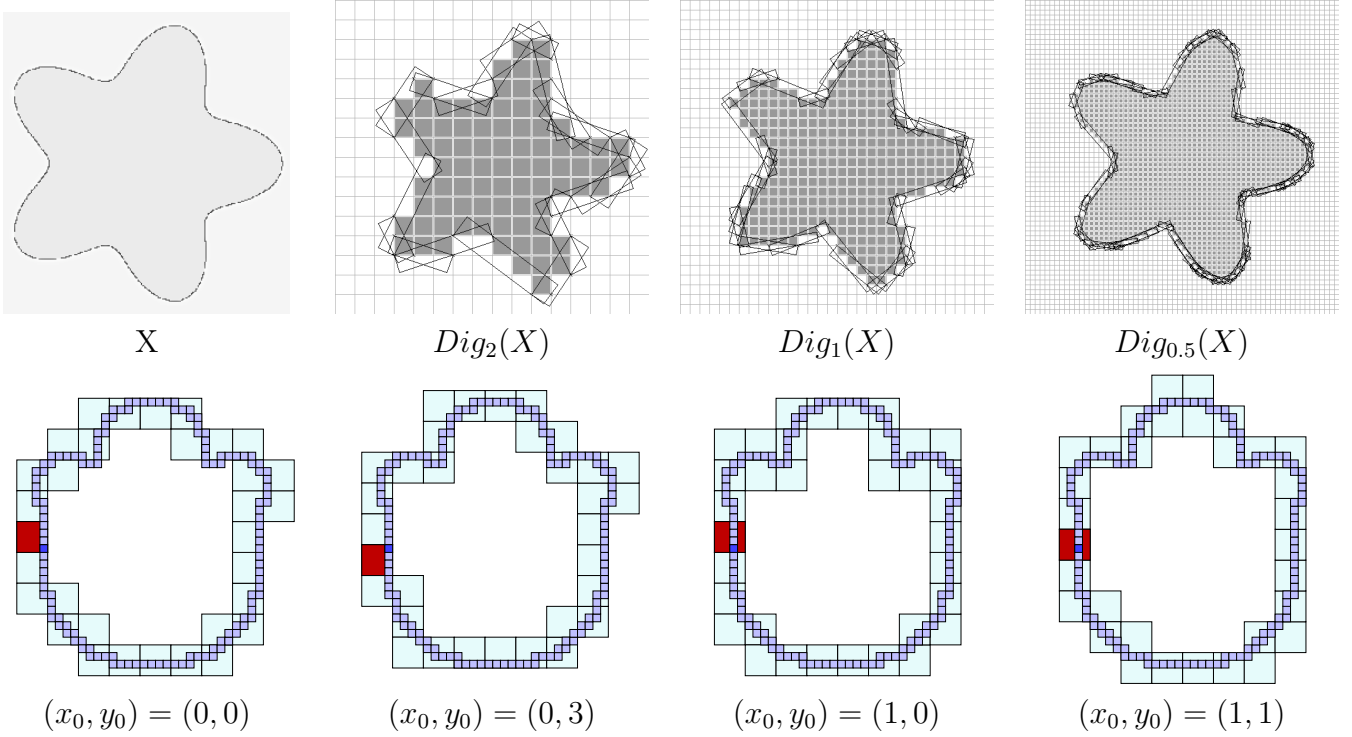 X
Dig₂(X)
Dig₁(X)
Dig₀.₅(X)
(x₀, y₀) = (0, 0)
(x₀, y₀) = (0, 3)
(x₀, y₀) = (1, 0)
(x₀, y₀) = (1, 1)